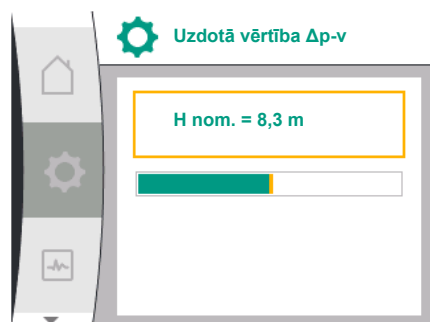 Uzdotā vērtība Δp-v
H nom. = 8,3 m